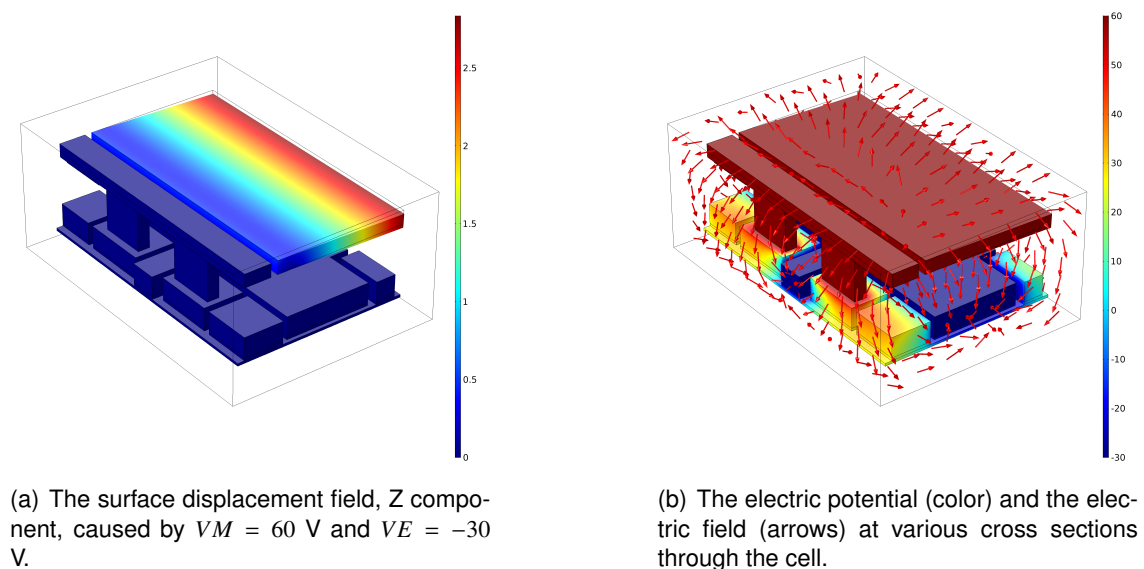 2.5
2
1.5
1
0.5
0
60
50
40
30
20
10
0
-10
-20
-30
(a) The surface displacement field, Z compo-
nent, caused by VM = 60 V and VE = −30
V.
(b) The electric potential (color) and the elec-
tric field (arrows) at various cross sections
through the cell.